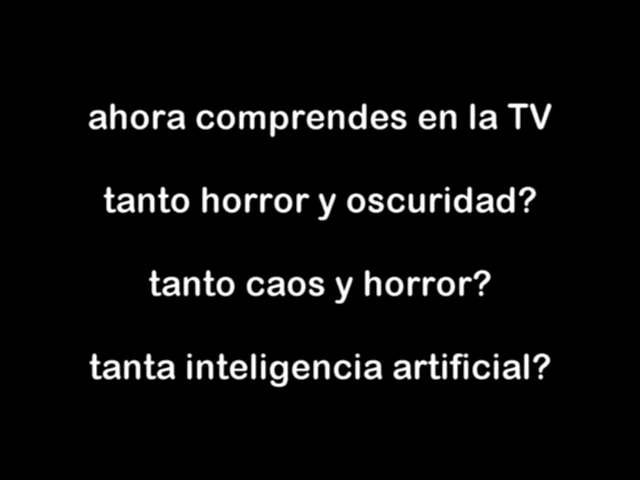 ahora comprendes en la TV
tanto horror y oscuridad?
tanto caos y horror?
tanta inteligencia artificial?